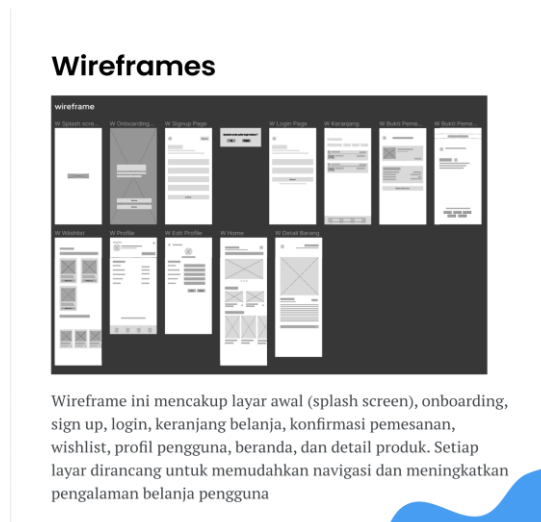 Wireframes
wireframe
W Splash scre...
W Onboarding...
W Signup Page
W Login Page
W Keranjang
W Bukti Peme...
W Bukti Peme...
W Wishlist
W Profile
W Edit Profile
W Home
W Detail Barang
Wireframe ini mencakup layar awal (splash screen), onboarding,
sign up, login, keranjang belanja, konfirmasi pemesanan,
wishlist, profil pengguna, beranda, dan detail produk. Setiap
layar dirancang untuk memudahkan navigasi dan meningkatkan
pengalaman belanja pengguna